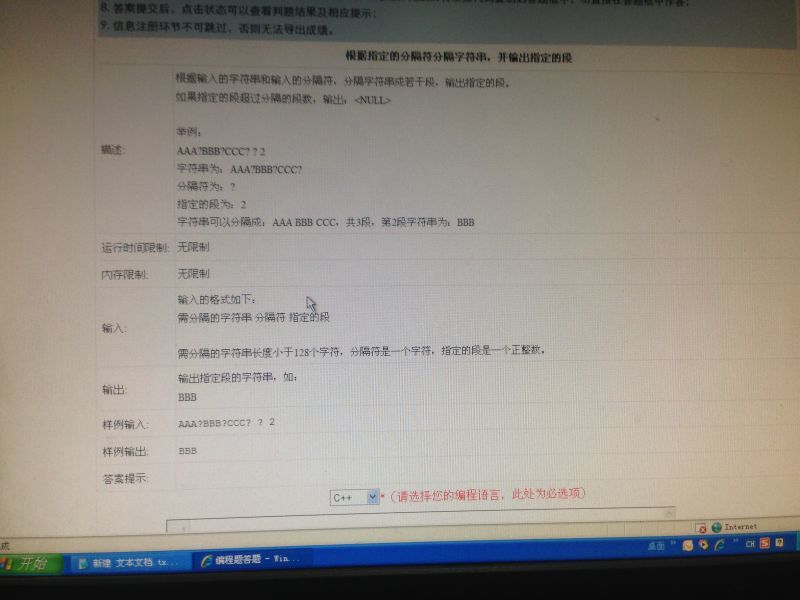 8. 答案提交后，点击状态可以查看判题结果及相应提示；
9. 信息注册环节不可跳过，否则无法导出成绩。
根据指定的分隔符分隔字符串，并输出指定的段
描述:
根据输入的字符串和输入的分隔符，分隔字符串成若干段，输出指定的段。
如果指定的段超过分隔的段数，输出：<NULL>
举例：
AAA?BBB?CCC? ? 2
字符串为：AAA?BBB?CCC?
分隔符为：?
指定的段为：2
字符串可以分隔成：AAA BBB CCC，共3段，第2段字符串为：BBB
运行时间限制: 无限制
内存限制: 无限制
输入:
输入的格式如下：
需分隔的字符串 分隔符 指定的段
需分隔的字符串长度小于128个字符，分隔符是一个字符，指定的段是一个正整数。
输出:
输出指定段的字符串，如:
BBB
样例输入: AAA?BBB?CCC? ? 2
样例输出: BBB
答案提示:
C++ *（请选择您的编程语言，此处为必选项）
Internet
开始 新建 文本文档.tx... 编程题答题 - Win... 桌面 » CH